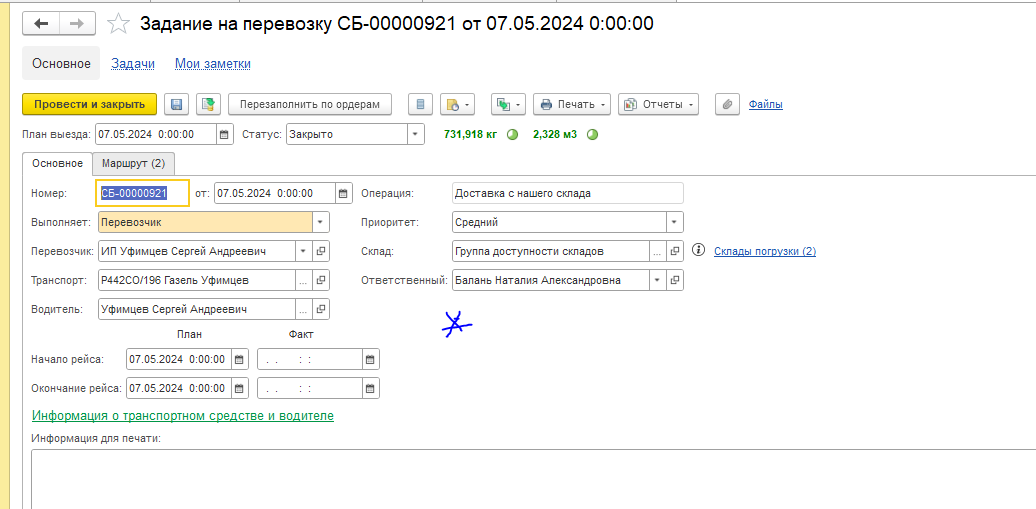 Задание на перевозку СБ-00000921 от 07.05.2024 0:00:00
Основное Задачи Мои заметки
Провести и закрыть Перезаполнить по ордерам Печать Отчеты Файлы
План выезда: 07.05.2024 0:00:00 Статус: Закрыто 731,918 кг 2,328 м3
Основное Маршрут (2)
Номер: СБ-00000921 от: 07.05.2024 0:00:00 Операция: Доставка с нашего склада
Выполняет: Перевозчик Приоритет: Средний
Перевозчик: ИП Уфимцев Сергей Андреевич Склад: Группа доступности складов ... Склады погрузки (2)
Транспорт: Р442СО/196 Газель Уфимцев ... Ответственный: Балань Наталия Александровна
Водитель: Уфимцев Сергей Андреевич ...
План Факт
Начало рейса: 07.05.2024 0:00:00 . . : :
Окончание рейса: 07.05.2024 0:00:00 . . : :
Информация о транспортном средстве и водителе
Информация для печати: